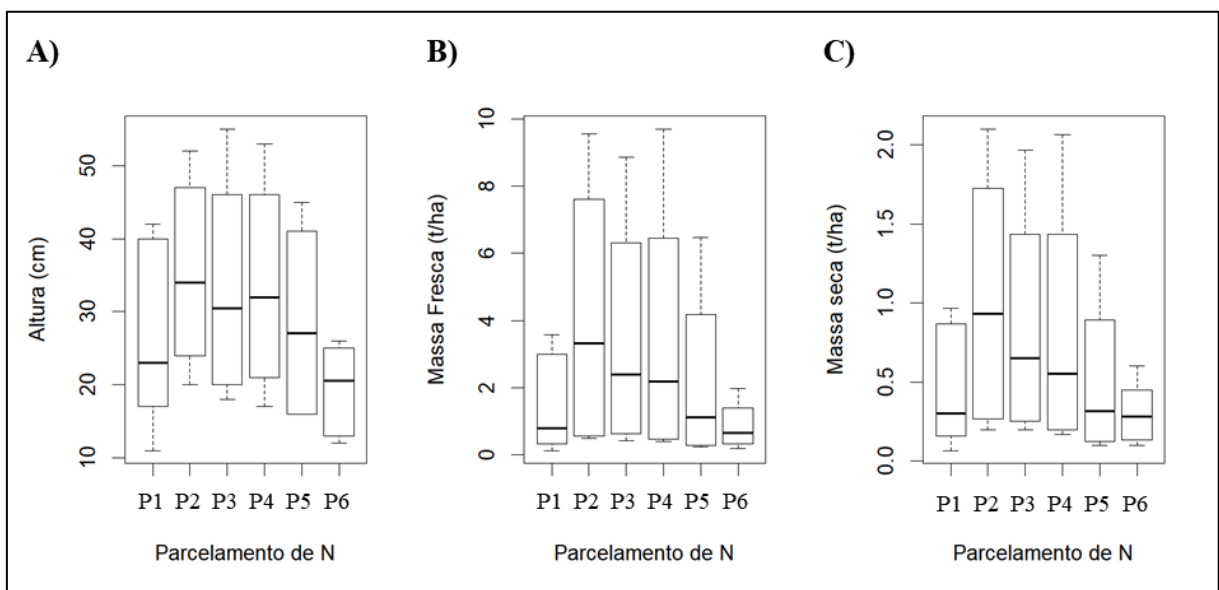 A)
B)
C)
Altura (cm)
50
40
30
20
10
P1 P2 P3 P4 P5 P6
Parcelamento de N
Massa Fresca (t/ha)
10
8
6
4
2
0
P1 P2 P3 P4 P5 P6
Parcelamento de N
Massa seca (t/ha)
2.0
1.5
1.0
0.5
0.0
P1 P2 P3 P4 P5 P6
Parcelamento de N